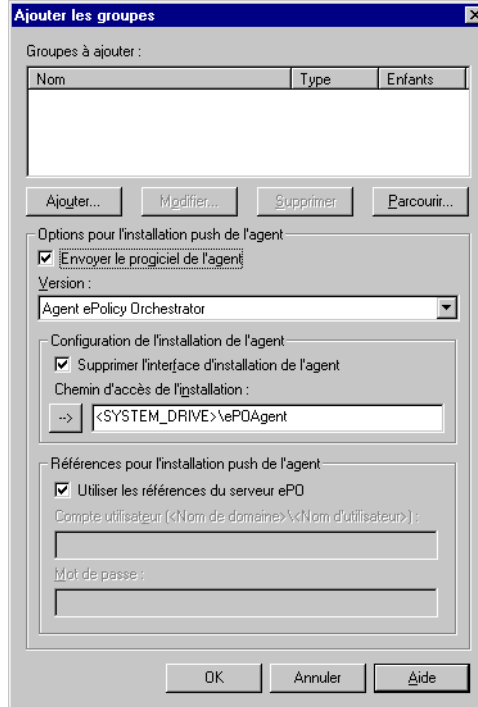 Ajouter les groupes
Groupes à ajouter :
Nom Type Enfants
Ajouter... Modifier... Supprimer Parcourir...
Options pour l'installation push de l'agent
Envoyer le progiciel de l'agent
Version :
Agent ePolicy Orchestrator
Configuration de l'installation de l'agent
Supprimer l'interface d'installation de l'agent
Chemin d'accès de l'installation :
--> <SYSTEM_DRIVE>\ePOAgent
Références pour l'installation push de l'agent
Utiliser les références du serveur ePO
Compte utilisateur (<Nom de domaine>\<Nom d'utilisateur>) :
Mot de passe :
OK Annuler Aide